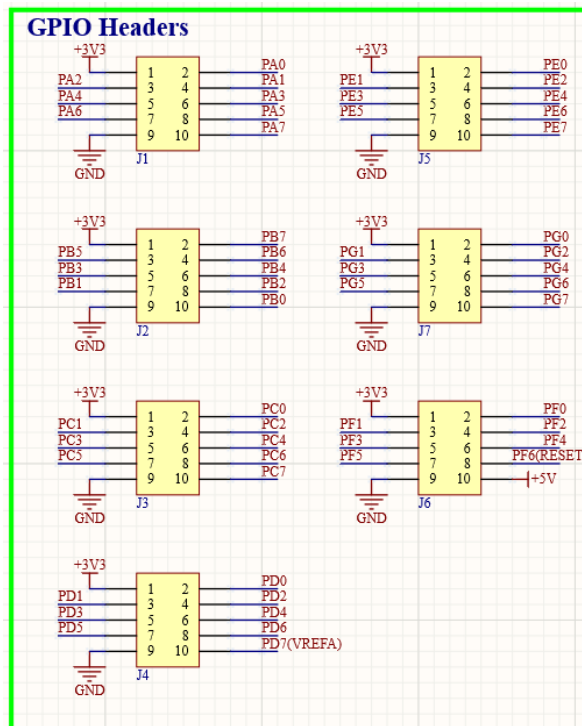 GPIO Headers
+3V3
1 2 PA0
PA2 3 4 PA1
PA4 5 6 PA3
PA6 7 8 PA5
9 10 PA7
GND
J1
+3V3
1 2 PE0
PE1 3 4 PE2
PE3 5 6 PE4
PE5 7 8 PE6
9 10 PE7
GND
J5
+3V3
1 2 PB7
PB5 3 4 PB6
PB3 5 6 PB4
PB1 7 8 PB2
9 10 PB0
GND
J2
+3V3
1 2 PG0
PG1 3 4 PG2
PG3 5 6 PG4
PG5 7 8 PG6
9 10 PG7
GND
J7
+3V3
1 2 PC0
PC1 3 4 PC2
PC3 5 6 PC4
PC5 7 8 PC6
9 10 PC7
GND
J3
+3V3
1 2 PF0
PF1 3 4 PF2
PF3 5 6 PF4
PF5 7 8 PF6(RESET
9 10 +5V
GND
J6
+3V3
1 2 PD0
PD1 3 4 PD2
PD3 5 6 PD4
PD5 7 8 PD6
9 10 PD7(VREFA)
GND
J4